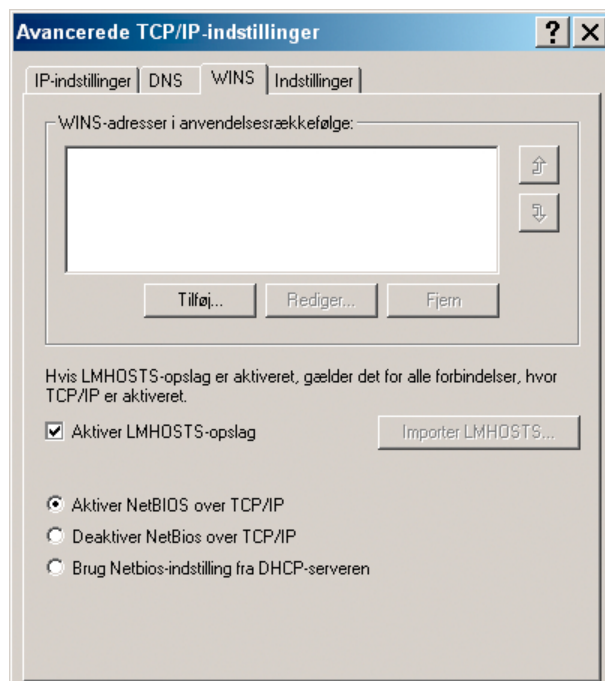 Avancerede TCP/IP-indstillinger
IP-indstillinger DNS WINS Indstillinger
WINS-adresser i anvendelsesrækkefølge:
Tilføj... Rediger... Fjern
Hvis LMHOSTS-opslag er aktiveret, gælder det for alle forbindelser, hvor
TCP/IP er aktiveret.
Aktiver LMHOSTS-opslag Importer LMHOSTS...
Aktiver NetBIOS over TCP/IP
Deaktiver NetBios over TCP/IP
Brug Netbios-indstilling fra DHCP-serveren